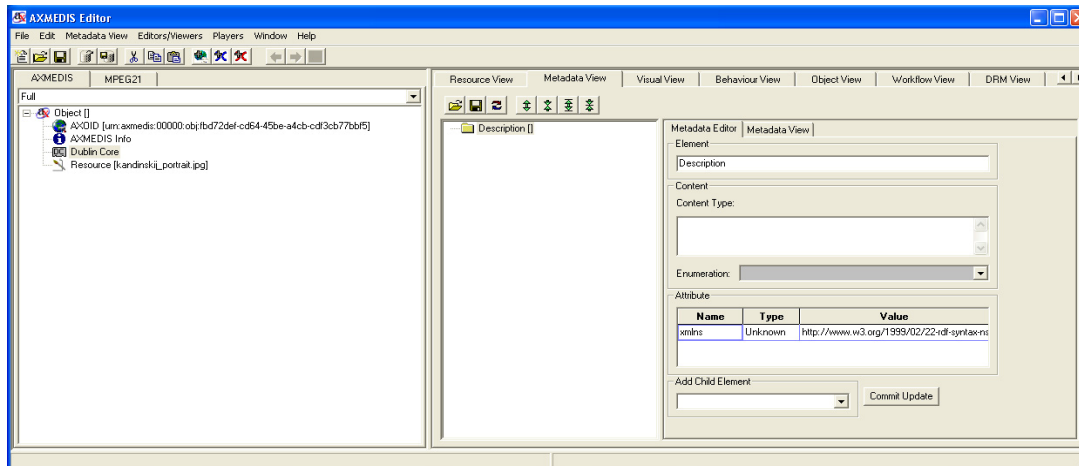 AXMEDIS Editor
File Edit Metadata View Editors/Viewers Players Window Help
AXMEDIS MPEG21
Full
Object []
AXOID [urn:axmedis:00000:obj:fbd72def-cd64-45be-a4cb-cdf3cb77bbf5]
AXMEDIS Info
Dublin Core
Resource [kandinskij_portrait.jpg]
Resource View Metadata View Visual View Behaviour View Object View Workflow View DRM View
Description []
Metadata Editor Metadata View
Element
Description
Content
Content Type:
Enumeration:
Attribute
Name Type Value
xmlns Unknown http://www.w3.org/1999/02/22-rdf-syntax-ns
Add Child Element
Commit Update